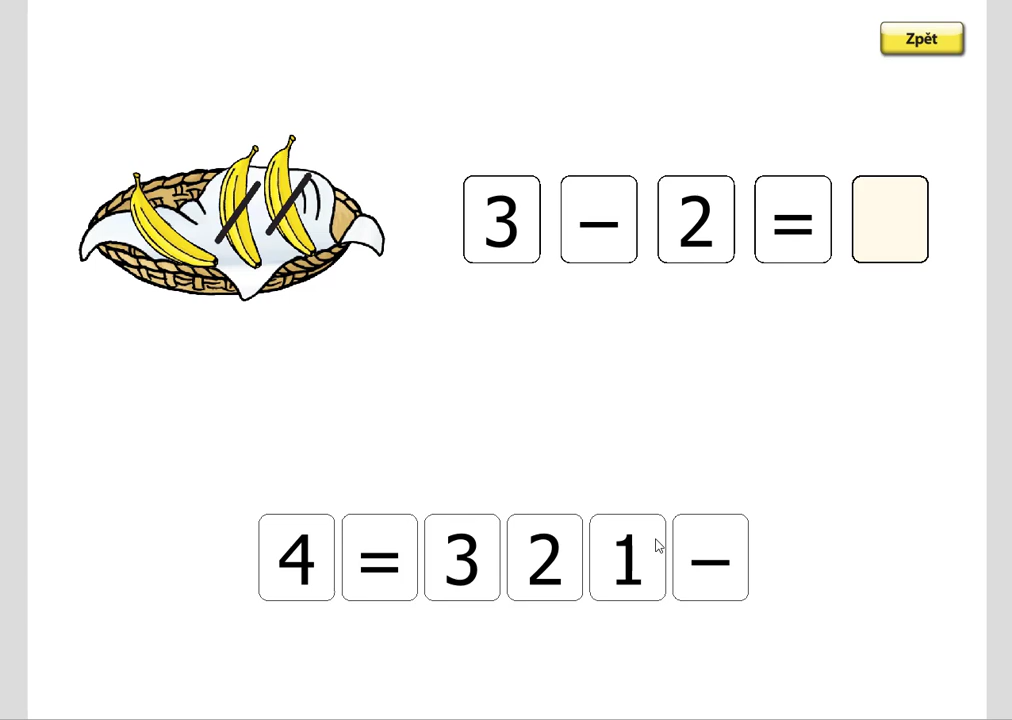 Zpět
3 − 2 =
4 = 3 2 1 −